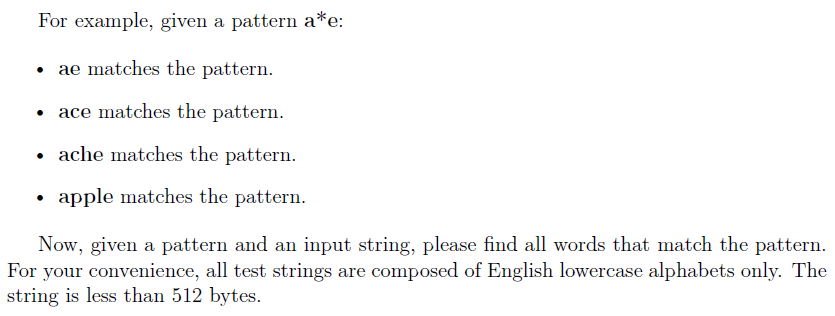 For example, given a pattern a*e:
• ae matches the pattern.
• ace matches the pattern.
• ache matches the pattern.
• apple matches the pattern.
Now, given a pattern and an input string, please find all words that match the pattern.
For your convenience, all test strings are composed of English lowercase alphabets only. The
string is less than 512 bytes.